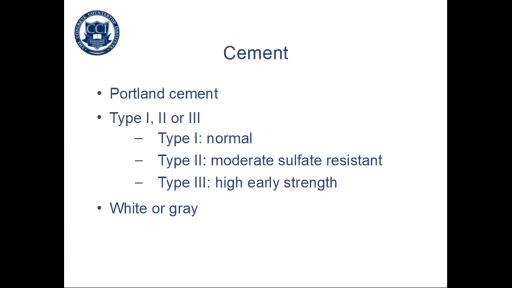 CCI
Cement
• Portland cement
• Type I, II or III
– Type I: normal
– Type II: moderate sulfate resistant
– Type III: high early strength
• White or gray